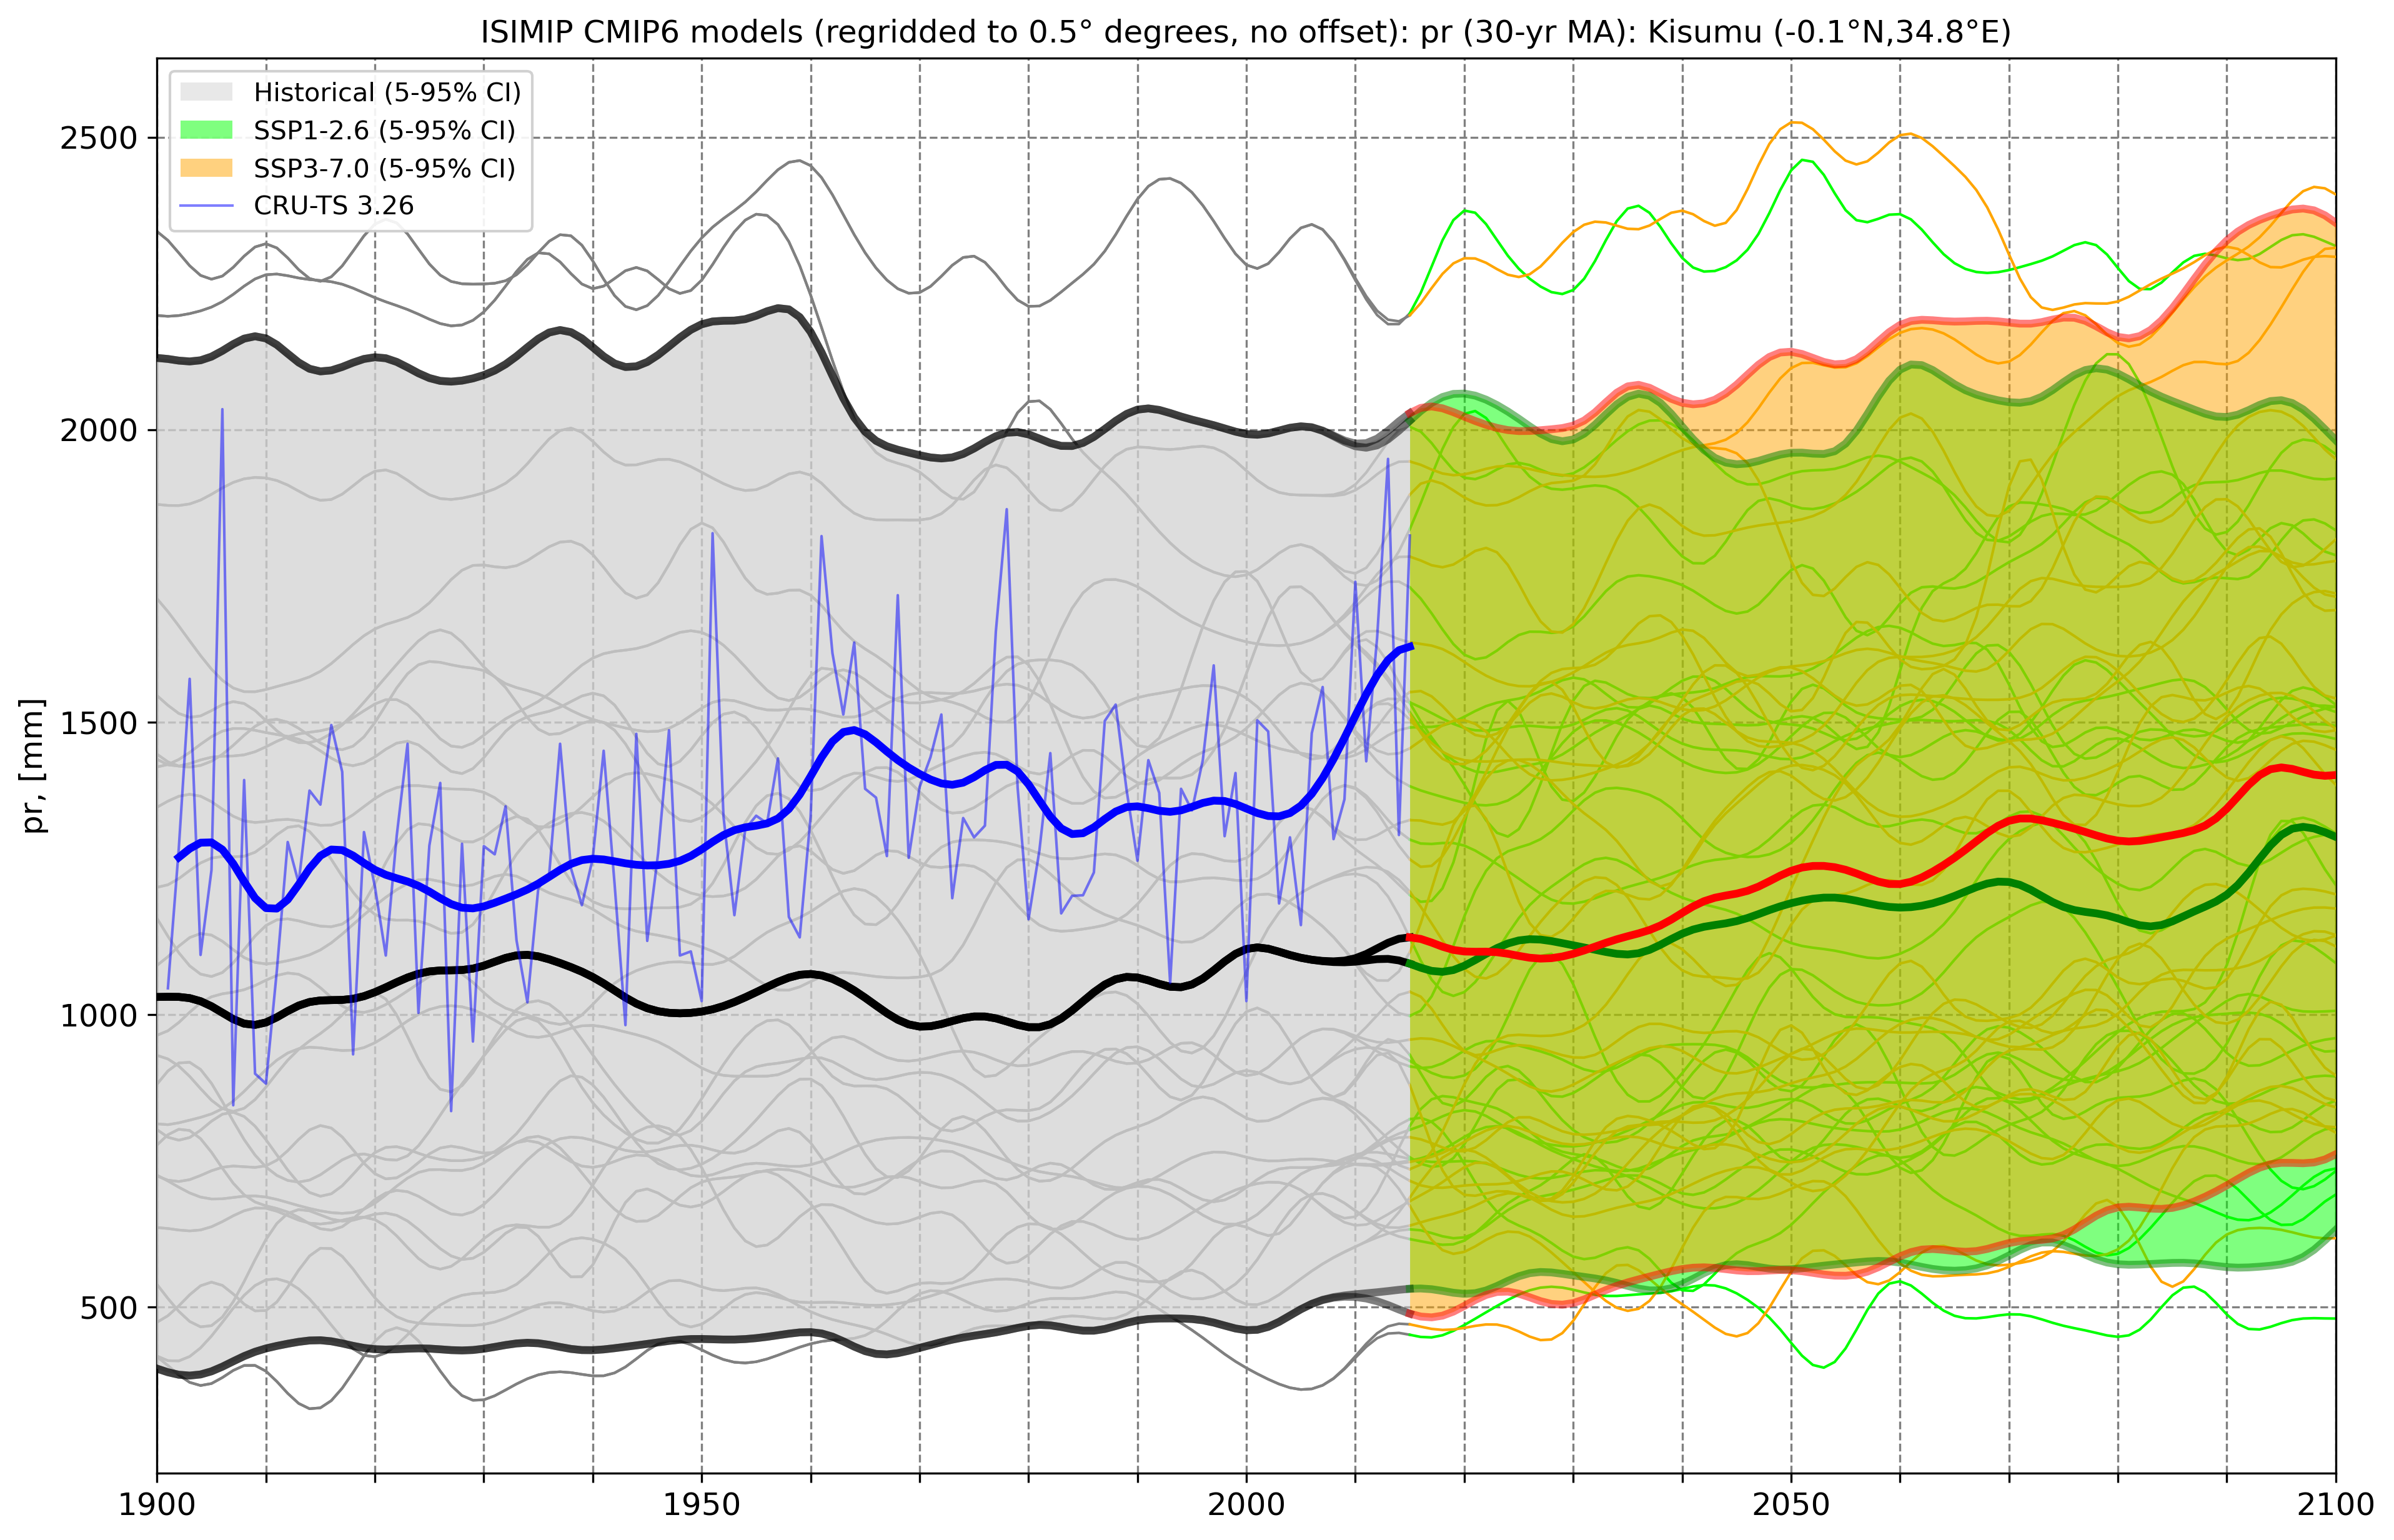 ISIMIP CMIP6 models (regridded to 0.5° degrees, no offset): pr (30-yr MA): Kisumu (-0.1°N,34.8°E)
Historical (5-95% CI)
SSP1-2.6 (5-95% CI)
SSP3-7.0 (5-95% CI)
CRU-TS 3.26
pr, [mm]
2500
2000
1500
1000
500
1900
1950
2000
2050
2100